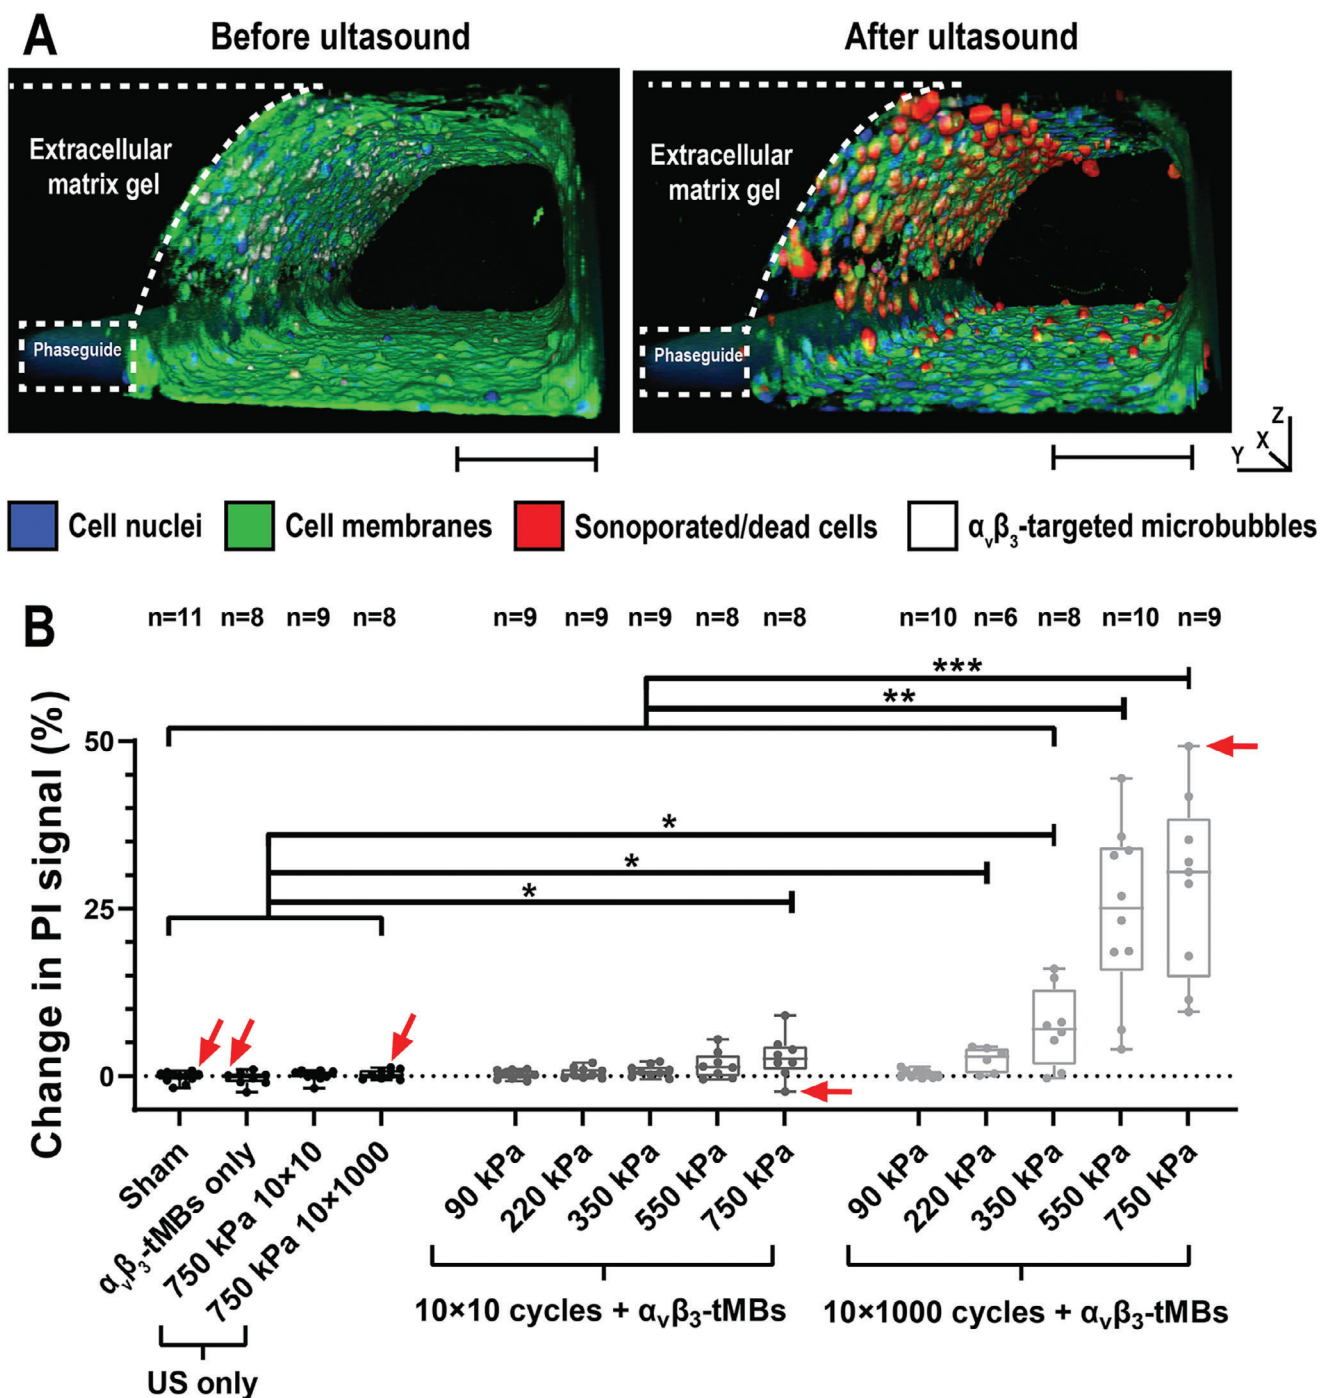 A
Before ultasound
After ultasound
Extracellular
matrix gel
Phaseguide
Extracellular
matrix gel
Phaseguide
Z
X
Y
Cell nuclei
Cell membranes
Sonoporated/dead cells
αvβ3-targeted microbubbles
B
n=11 n=8 n=9 n=8 n=9 n=9 n=9 n=8 n=8 n=10 n=6 n=8 n=10 n=9
***
**
*
*
*
Change in PI signal (%)
50
25
0
Sham
αvβ3-tMBs only
750 kPa 10×10
750 kPa 10×1000
90 kPa
220 kPa
350 kPa
550 kPa
750 kPa
90 kPa
220 kPa
350 kPa
550 kPa
750 kPa
10×10 cycles + αvβ3-tMBs
10×1000 cycles + αvβ3-tMBs
US only